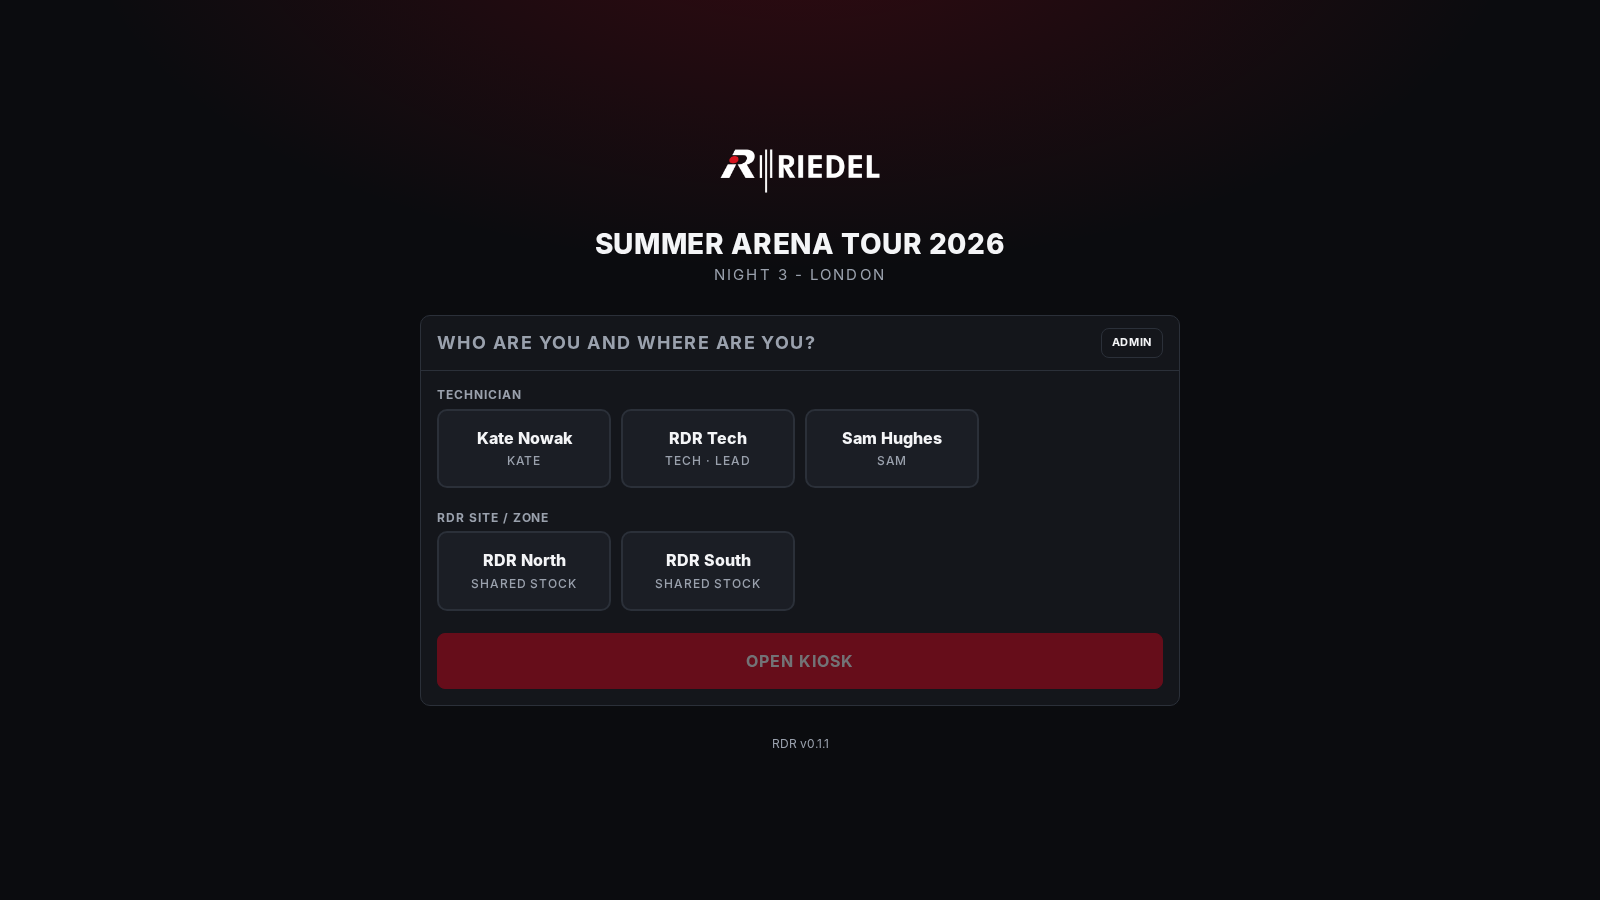 RIEDEL
SUMMER ARENA TOUR 2026
NIGHT 3 - LONDON
WHO ARE YOU AND WHERE ARE YOU?
ADMIN
TECHNICIAN
Kate Nowak
KATE
RDR Tech
TECH · LEAD
Sam Hughes
SAM
RDR SITE / ZONE
RDR North
SHARED STOCK
RDR South
SHARED STOCK
OPEN KIOSK
RDR v0.1.1